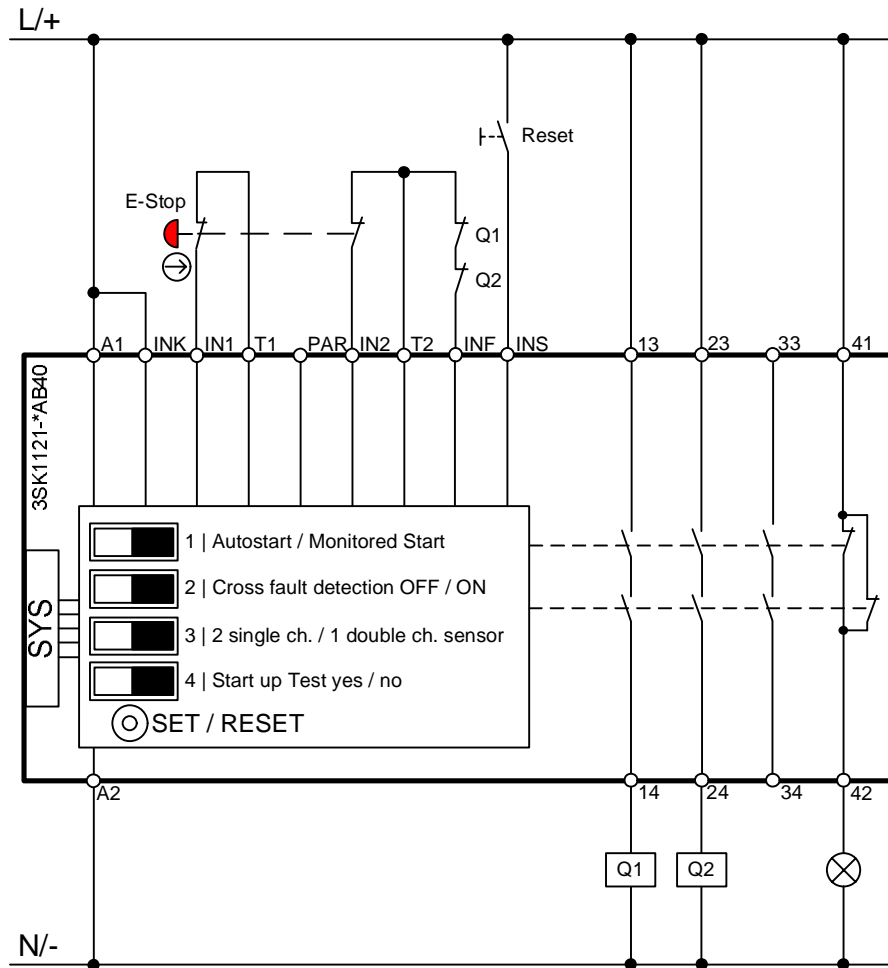 L/+
Reset
E-Stop
Q1
Q2
A1 INK IN1 T1 PAR IN2 T2 INF INS 13 23 33 41
3SK1121-*AB40
1 | Autostart / Monitored Start
2 | Cross fault detection OFF / ON
3 | 2 single ch. / 1 double ch. sensor
4 | Start up Test yes / no
SYS
SET / RESET
A2 14 24 34 42
Q1 Q2
N/-